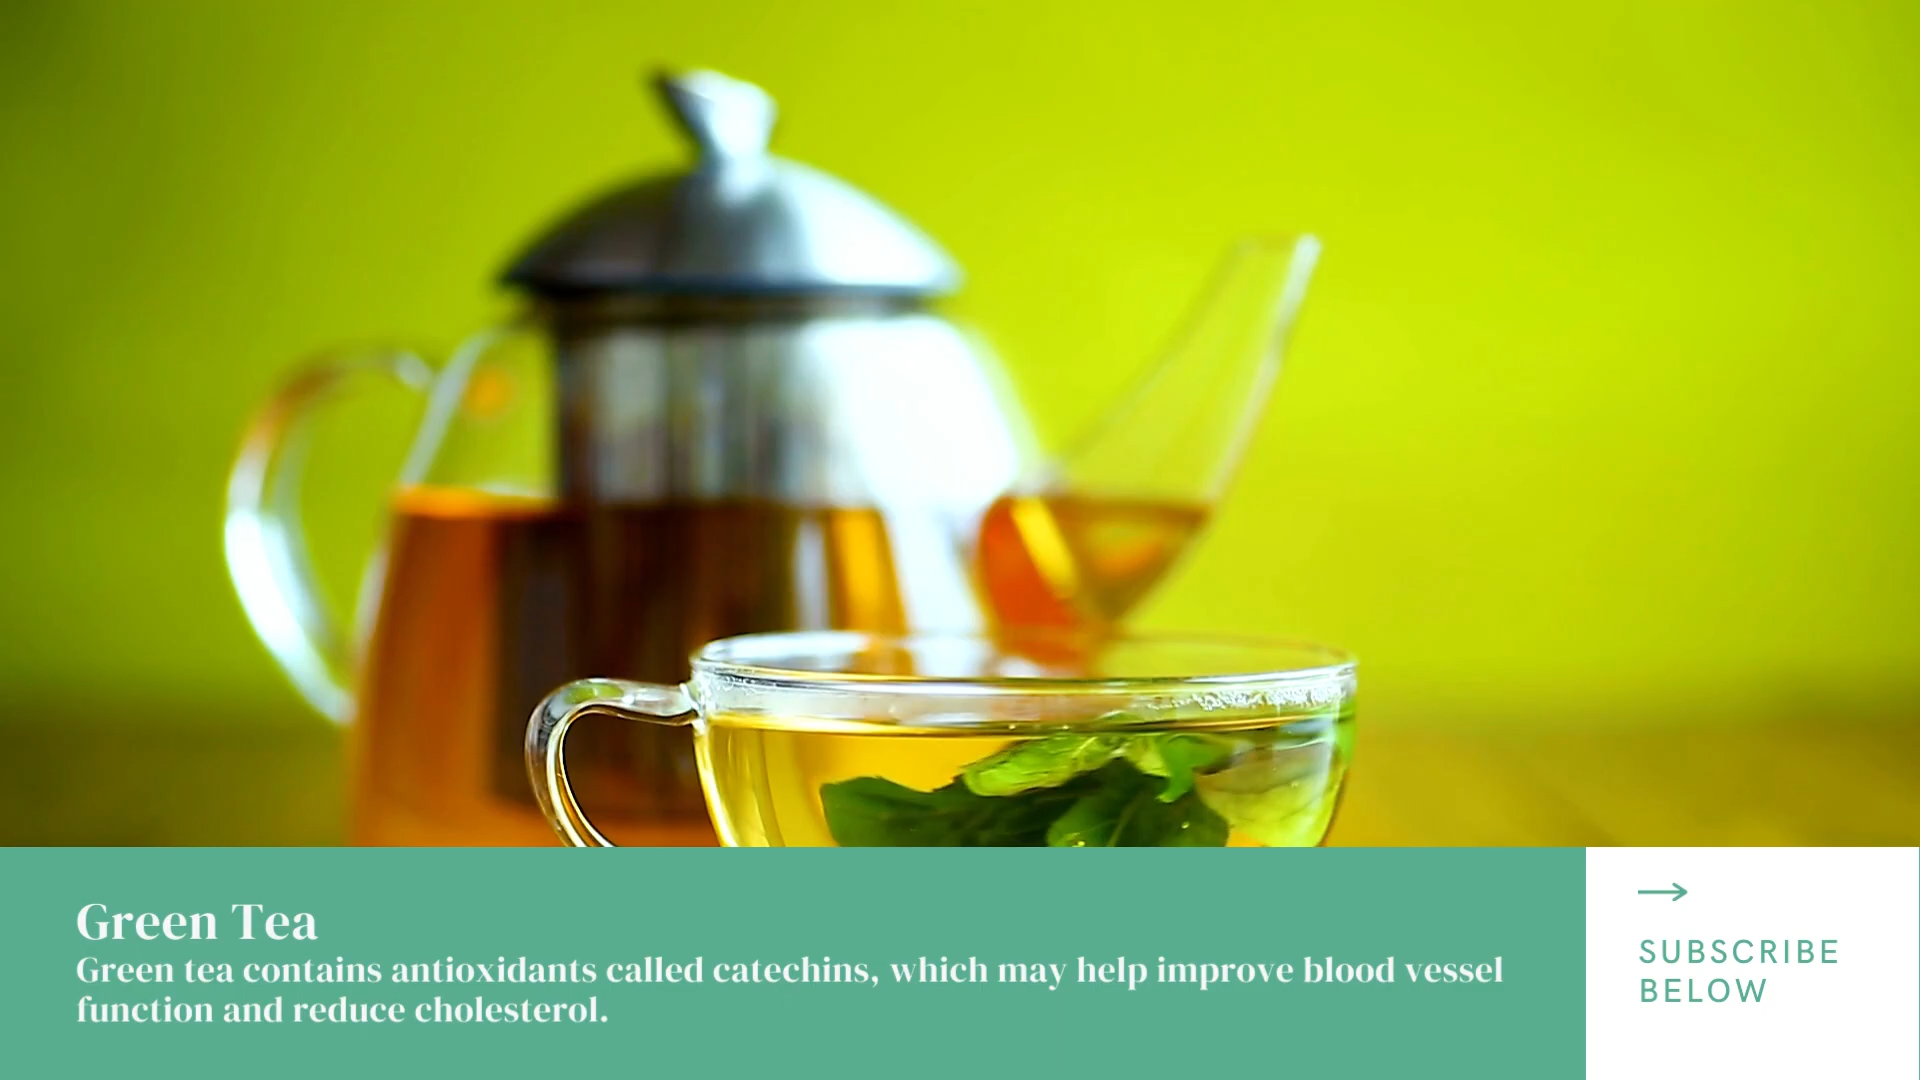 Green Tea
Green tea contains antioxidants called catechins, which may help improve blood vessel
function and reduce cholesterol.
SUBSCRIBE
BELOW